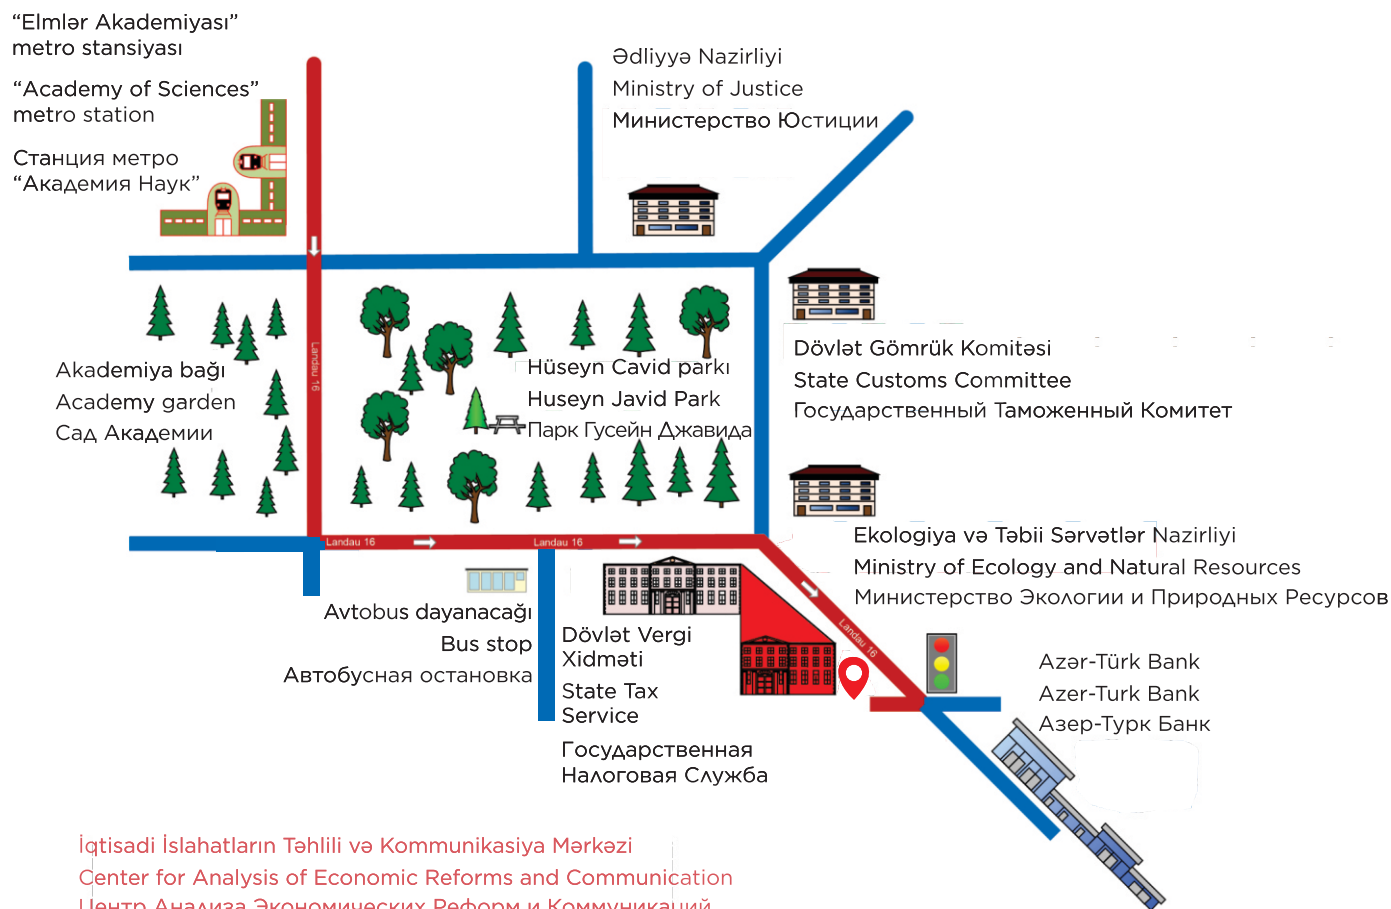 “Elmlər Akademiyası”
metro stansiyası
“Academy of Sciences”
metro station
Станция метро
“Академия Наук”
Ədliyyə Nazirliyi
Ministry of Justice
Министерство Юстиции
Landau 16
Akademiya bağı
Academy garden
Сад Академии
Hüseyn Cavid parkı
Huseyn Javid Park
Парк Гусейн Джавида
Dövlət Gömrük Komitəsi
State Customs Committee
Государственный Таможенный Комитет
Landau 16
Landau 16
Ekologiya və Təbii Sərvətlər Nazirliyi
Ministry of Ecology and Natural Resources
Министерство Экологии и Природных Ресурсов
Avtobus dayanacağı
Bus stop
Автобусная остановка
Dövlət Vergi
Xidməti
State Tax
Service
Государственная
Налоговая Служба
Landau 16
Azər-Türk Bank
Azer-Turk Bank
Азер-Турк Банк
İqtisadi İslahatların Təhlili və Kommunikasiya Mərkəzi
Center for Analysis of Economic Reforms and Communication
Центр Анализа Экономических Реформ и Коммуникаций